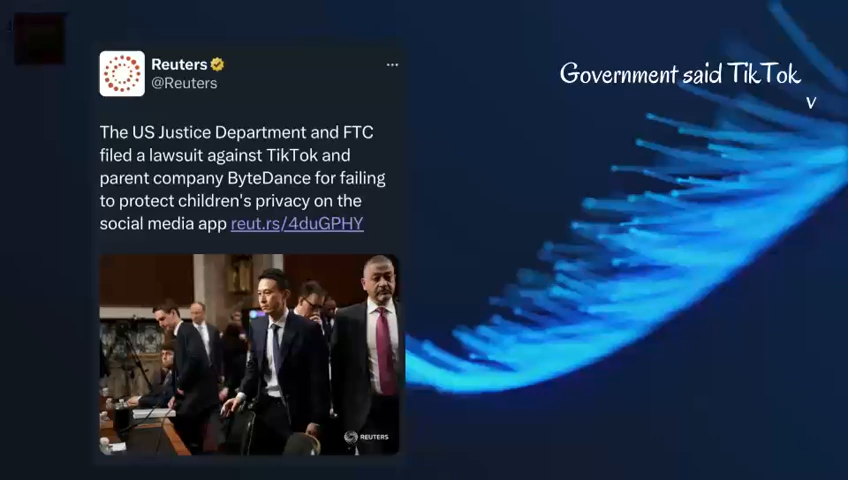 Reuters
@Reuters
The US Justice Department and FTC
filed a lawsuit against TikTok and
parent company ByteDance for failing
to protect children's privacy on the
social media app reut.rs/4duGPHY
REUTERS
Government said TikTok
v